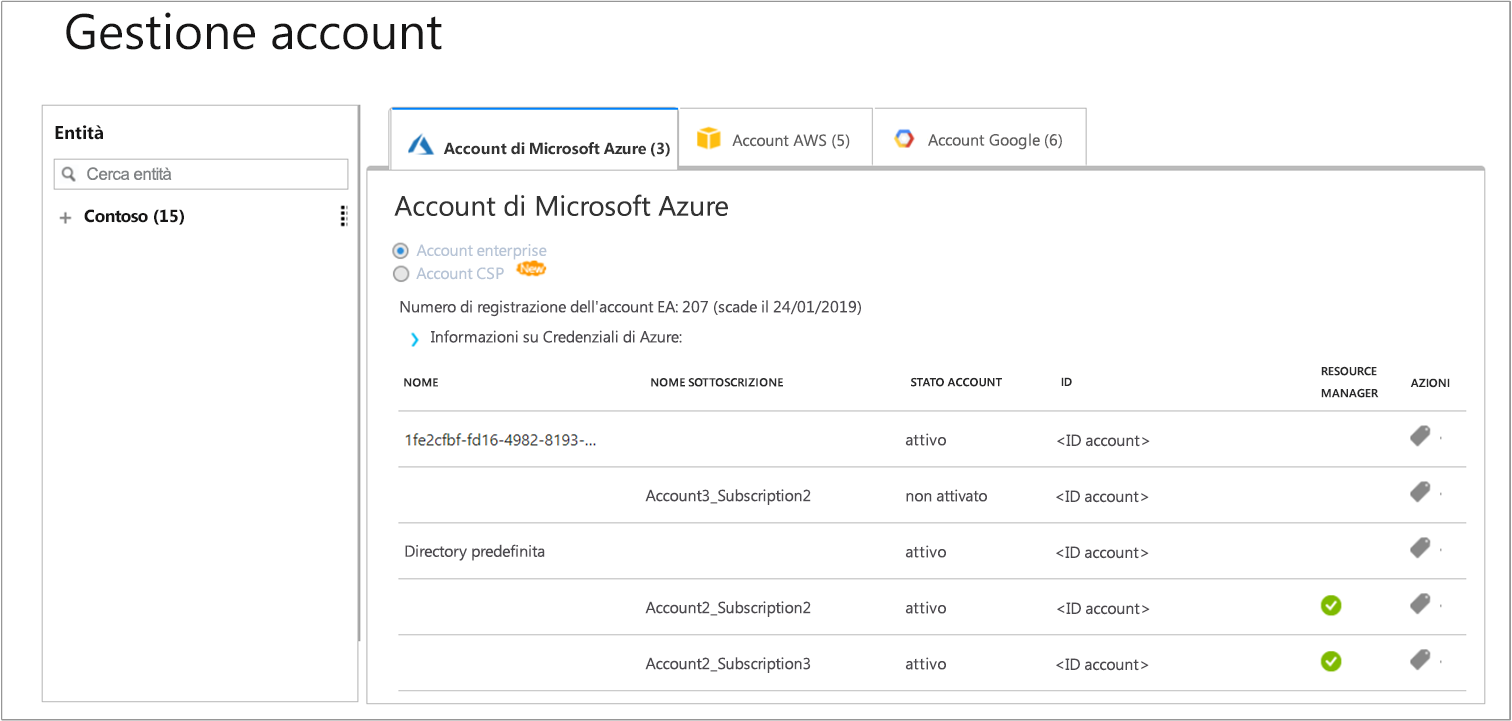 Gestione account
Entità
Cerca entità
Contoso (15)
Account di Microsoft Azure (3)
Account AWS (5)
Account Google (6)
Account di Microsoft Azure
Account enterprise
Account CSP New
Numero di registrazione dell'account EA: 207 (scade il 24/01/2019)
Informazioni su Credenziali di Azure:
NOME NOME SOTTOSCRIZIONE STATO ACCOUNT ID RESOURCE MANAGER AZIONI
1fe2cfbf-fd16-4982-8193-... attivo <ID account>
Account3_Subscription2 non attivato <ID account>
Directory predefinita attivo <ID account>
Account2_Subscription2 attivo <ID account>
Account2_Subscription3 attivo <ID account>